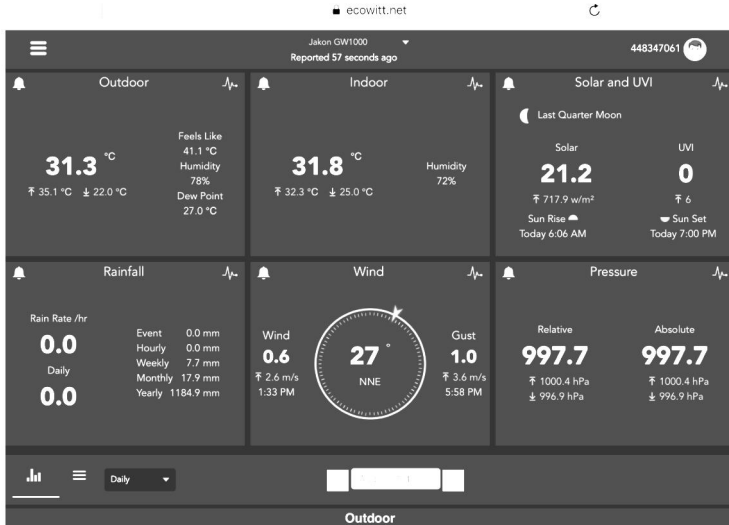 ecowitt.net
Jakon GW1000
Reported 57 seconds ago
448347061
Outdoor
31.3 °C
35.1 °C 22.0 °C
Feels Like
41.1 °C
Humidity
78%
Dew Point
27.0 °C
Indoor
31.8 °C
32.3 °C 25.0 °C
Humidity
72%
Solar and UVI
Last Quarter Moon
Solar
21.2
717.9 w/m²
Sun Rise
Today 6:06 AM
UVI
0
6
Sun Set
Today 7:00 PM
Rainfall
Rain Rate /hr
0.0
Daily
0.0
Event 0.0 mm
Hourly 0.0 mm
Weekly 7.7 mm
Monthly 17.9 mm
Yearly 1184.9 mm
Wind
Wind
0.6
2.6 m/s
1:33 PM
27 °
NNE
Gust
1.0
3.6 m/s
5:58 PM
Pressure
Relative
997.7
1000.4 hPa
996.9 hPa
Absolute
997.7
1000.4 hPa
996.9 hPa
Daily
Outdoor